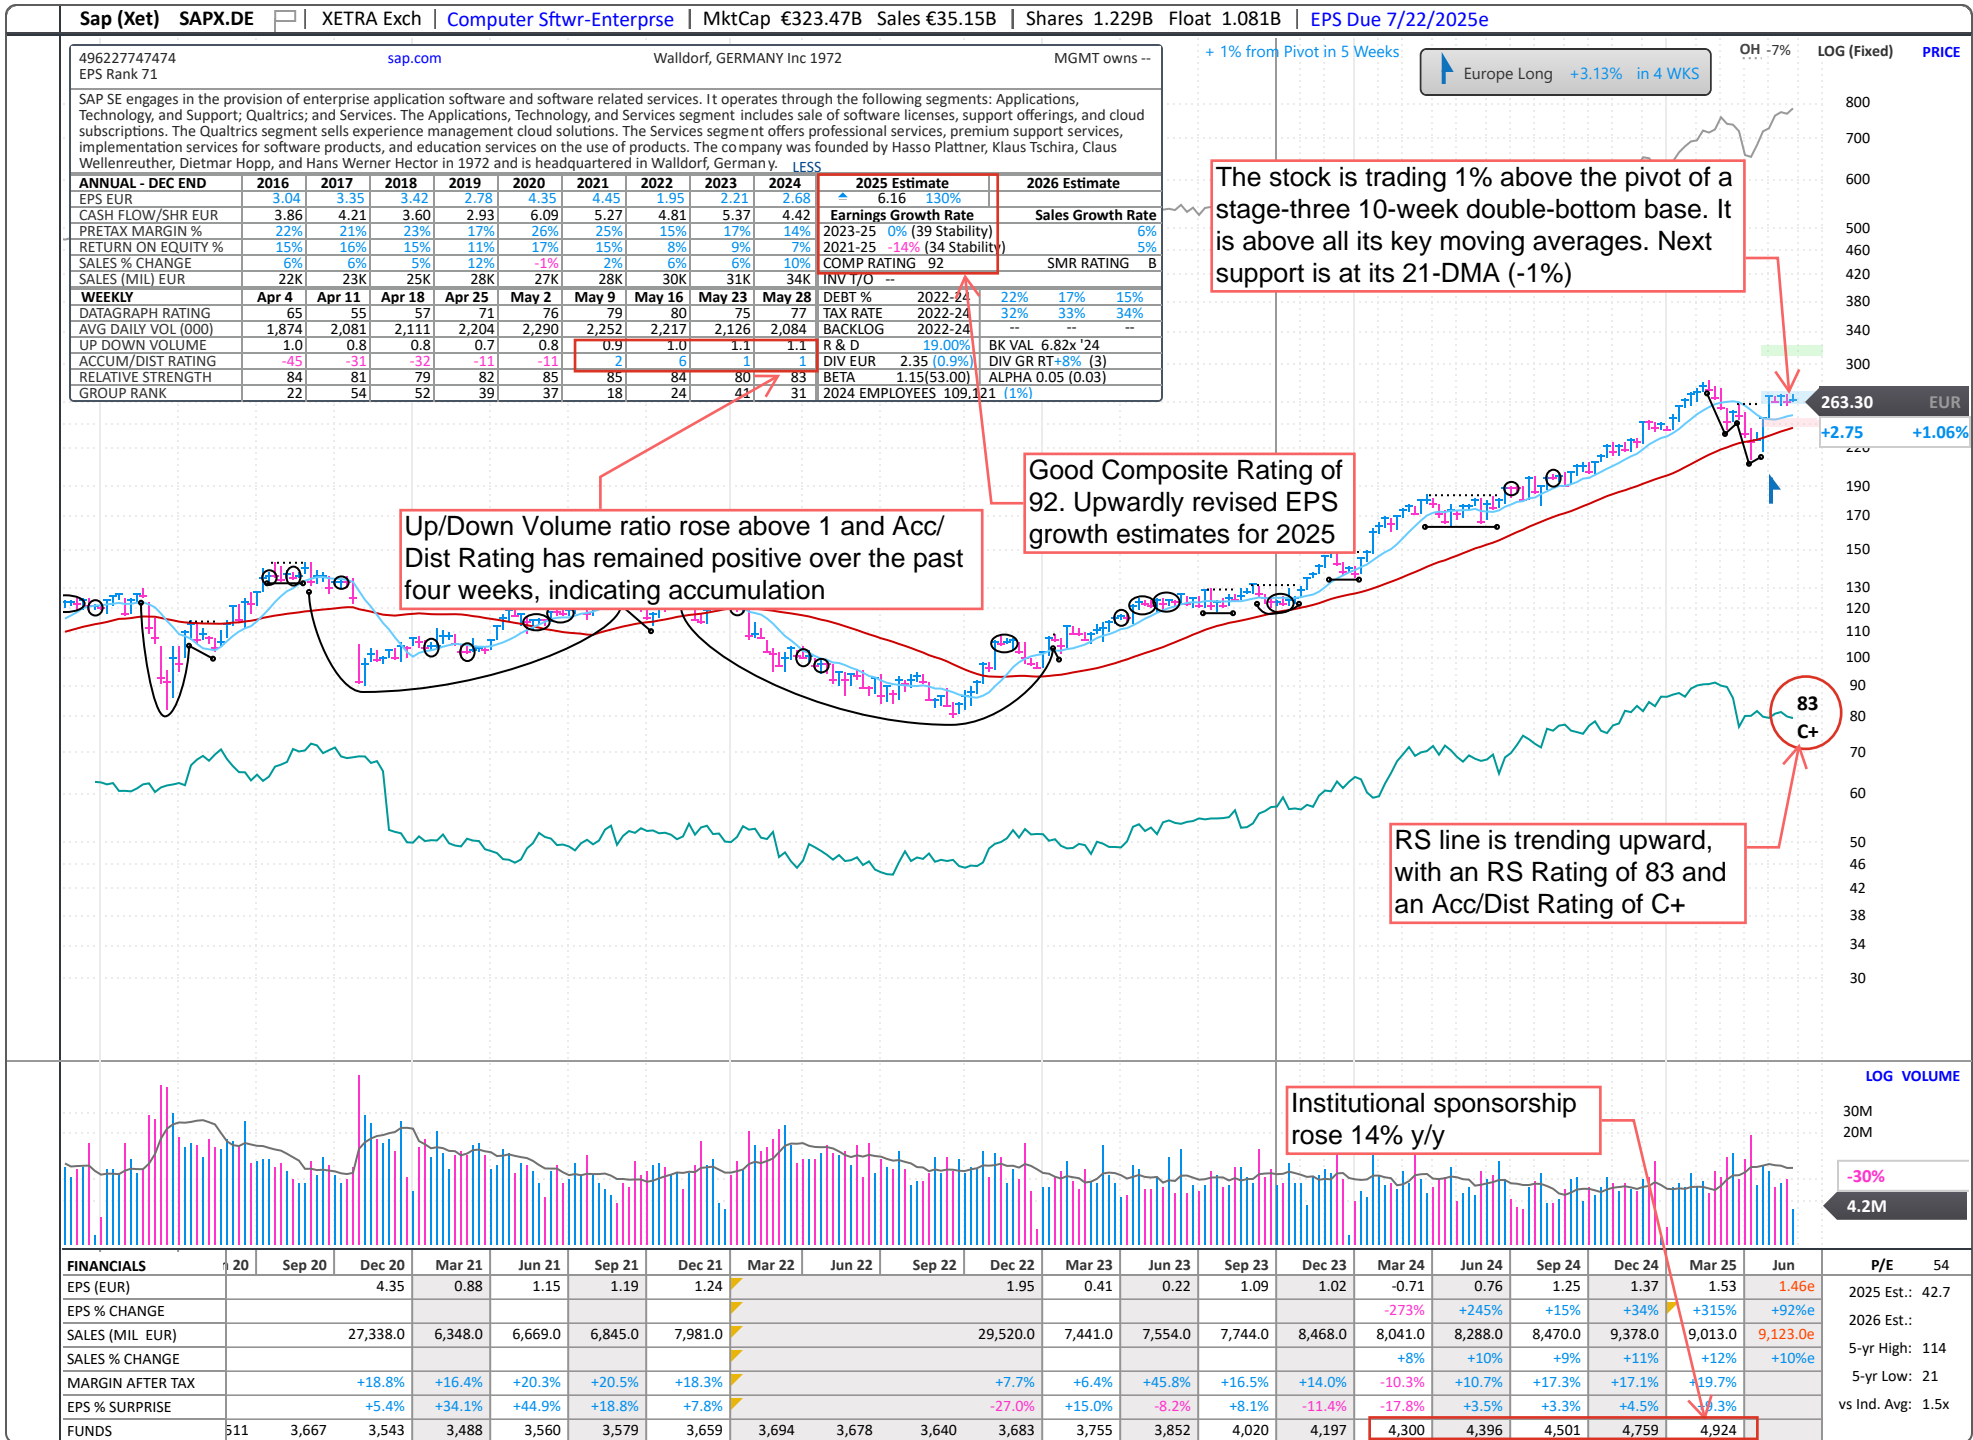 Sap (Xet) SAPX.DE | XETRA Exch | Computer Sftwr-Enterprse | MktCap €323.47B Sales €35.15B | Shares 1.229B Float 1.081B | EPS Due 7/22/2025e
496227747474 sap.com Walldorf, GERMANY Inc 1972 MGMT owns --
EPS Rank 71
SAP SE engages in the provision of enterprise application software and software related services. It operates through the following segments: Applications,
Technology, and Support; Qualtrics; and Services. The Applications, Technology, and Services segment includes sale of software licenses, support offerings, and cloud
subscriptions. The Qualtrics segment sells experience management cloud solutions. The Services segment offers professional services, premium support services,
implementation services for software products, and education services on the use of products. The company was founded by Hasso Plattner, Klaus Tschira, Claus
Wellenreuther, Dietmar Hopp, and Hans Werner Hector in 1972 and is headquartered in Walldorf, Germany. LESS
ANNUAL - DEC END 2016 2017 2018 2019 2020 2021 2022 2023 2024 2025 Estimate 2026 Estimate
EPS EUR 3.04 3.35 3.42 2.78 4.35 4.45 1.95 2.21 2.68 6.16 130%
CASH FLOW/SHR EUR 3.86 4.21 3.60 2.93 6.09 5.27 4.81 5.37 4.42 Earnings Growth Rate Sales Growth Rate
PRETAX MARGIN % 22% 21% 23% 17% 26% 25% 15% 17% 14% 2023-25 0% (39 Stability) 6%
RETURN ON EQUITY % 15% 16% 15% 11% 17% 15% 8% 9% 7% 2021-25 -14% (34 Stability) 5%
SALES % CHANGE 6% 6% 5% 12% -1% 2% 6% 6% 10% COMP RATING 92 SMR RATING B
SALES (MIL) EUR 22K 23K 25K 28K 27K 28K 30K 31K 34K INV T/O --
WEEKLY Apr 4 Apr 11 Apr 18 Apr 25 May 2 May 9 May 16 May 23 May 28 DEBT % 2022-24 22% 17% 15%
DATAGRAPH RATING 65 55 57 71 76 79 80 75 77 TAX RATE 2022-24 32% 33% 34%
AVG DAILY VOL (000) 1,874 2,081 2,111 2,204 2,290 2,252 2,217 2,126 2,084 BACKLOG 2022-24 -- -- --
UP DOWN VOLUME 1.0 0.8 0.8 0.7 0.8 0.9 1.0 1.1 1.1 R & D 19.00% BK VAL 6.82x '24
ACCUM/DIST RATING -45 -31 -32 -11 -11 2 6 1 1 DIV EUR 2.35 (0.9%) DIV GR RT +8% (3)
RELATIVE STRENGTH 84 81 79 82 85 85 84 80 83 BETA 1.15(53.00) ALPHA 0.05 (0.03)
GROUP RANK 22 54 52 39 37 18 24 41 31 2024 EMPLOYEES 109,121 (1%)
+ 1% from Pivot in 5 Weeks
Europe Long +3.13% in 4 WKS
OH -7% LOG (Fixed) PRICE
The stock is trading 1% above the pivot of a
stage-three 10-week double-bottom base. It
is above all its key moving averages. Next
support is at its 21-DMA (-1%)
800
700
600
500
460
420
380
340
300
263.30 EUR
+2.75 +1.06%
220
190
170
150
130
120
110
100
90
80
70
60
50
46
42
38
34
30
Good Composite Rating of
92. Upwardly revised EPS
growth estimates for 2025
Up/Down Volume ratio rose above 1 and Acc/
Dist Rating has remained positive over the past
four weeks, indicating accumulation
83
C+
RS line is trending upward,
with an RS Rating of 83 and
an Acc/Dist Rating of C+
LOG VOLUME
30M
20M
-30%
4.2M
Institutional sponsorship
rose 14% y/y
FINANCIALS 20 Sep 20 Dec 20 Mar 21 Jun 21 Sep 21 Dec 21 Mar 22 Jun 22 Sep 22 Dec 22 Mar 23 Jun 23 Sep 23 Dec 23 Mar 24 Jun 24 Sep 24 Dec 24 Mar 25 Jun P/E 54
EPS (EUR) 4.35 0.88 1.15 1.19 1.24 1.95 0.41 0.22 1.09 1.02 -0.71 0.76 1.25 1.37 1.53 1.46e 2025 Est.: 42.7
EPS % CHANGE -273% +245% +15% +34% +315% +92%e 2026 Est.:
SALES (MIL EUR) 27,338.0 6,348.0 6,669.0 6,845.0 7,981.0 29,520.0 7,441.0 7,554.0 7,744.0 8,468.0 8,041.0 8,288.0 8,470.0 9,378.0 9,013.0 9,123.0e 5-yr High: 114
SALES % CHANGE +8% +10% +9% +11% +12% +10%e
MARGIN AFTER TAX +18.8% +16.4% +20.3% +20.5% +18.3% +7.7% +6.4% +45.8% +16.5% +14.0% -10.3% +10.7% +17.3% +17.1% +19.7% 5-yr Low: 21
EPS % SURPRISE +5.4% +34.1% +44.9% +18.8% +7.8% -27.0% +15.0% -8.2% +8.1% -11.4% -17.8% +3.5% +3.3% +4.5% +9.3% vs Ind. Avg: 1.5x
FUNDS 511 3,667 3,543 3,488 3,560 3,579 3,659 3,694 3,678 3,640 3,683 3,755 3,852 4,020 4,197 4,300 4,396 4,501 4,759 4,924